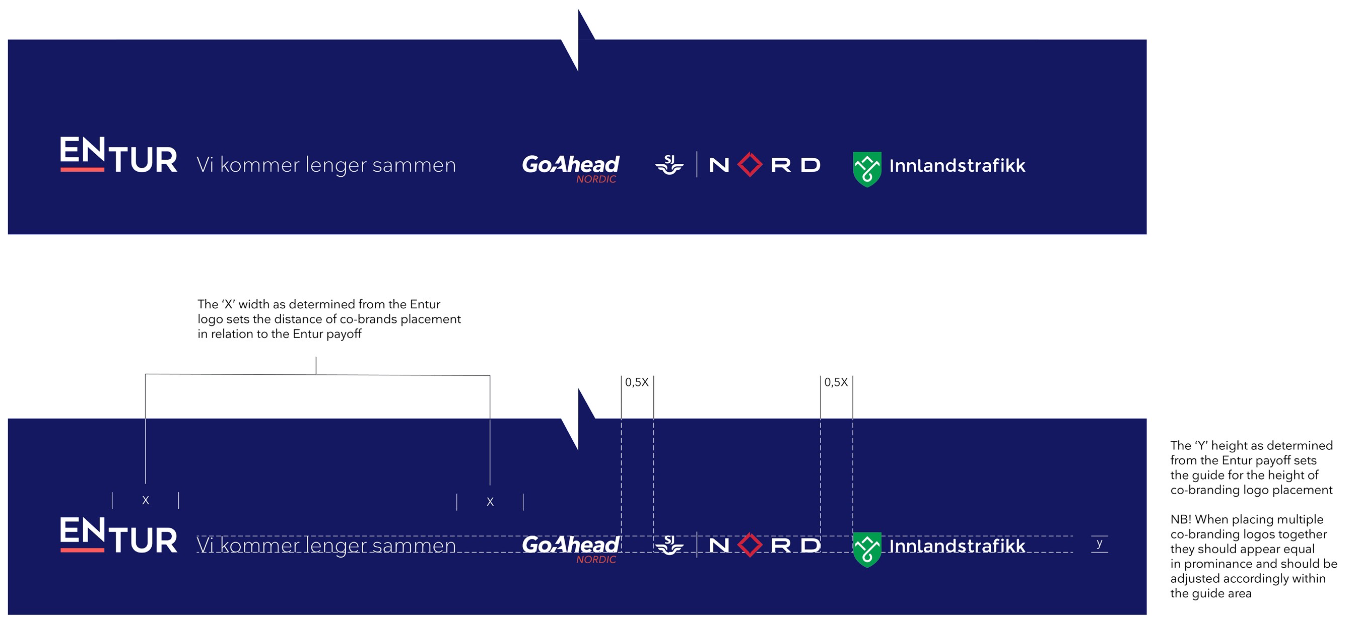 ENTUR Vi kommer lenger sammen GoAhead NORDIC SJ NORD Innlandstrafikk
The ‘X’ width as determined from the Entur
logo sets the distance of co-brands placement
in relation to the Entur payoff
0,5X 0,5X
X X
ENTUR Vi kommer lenger sammen GoAhead NORDIC SJ NORD Innlandstrafikk y
The ‘Y’ height as determined
from the Entur payoff sets
the guide for the height of
co-branding logo placement
NB! When placing multiple
co-branding logos together
they should appear equal
in prominance and should be
adjusted accordingly within
the guide area